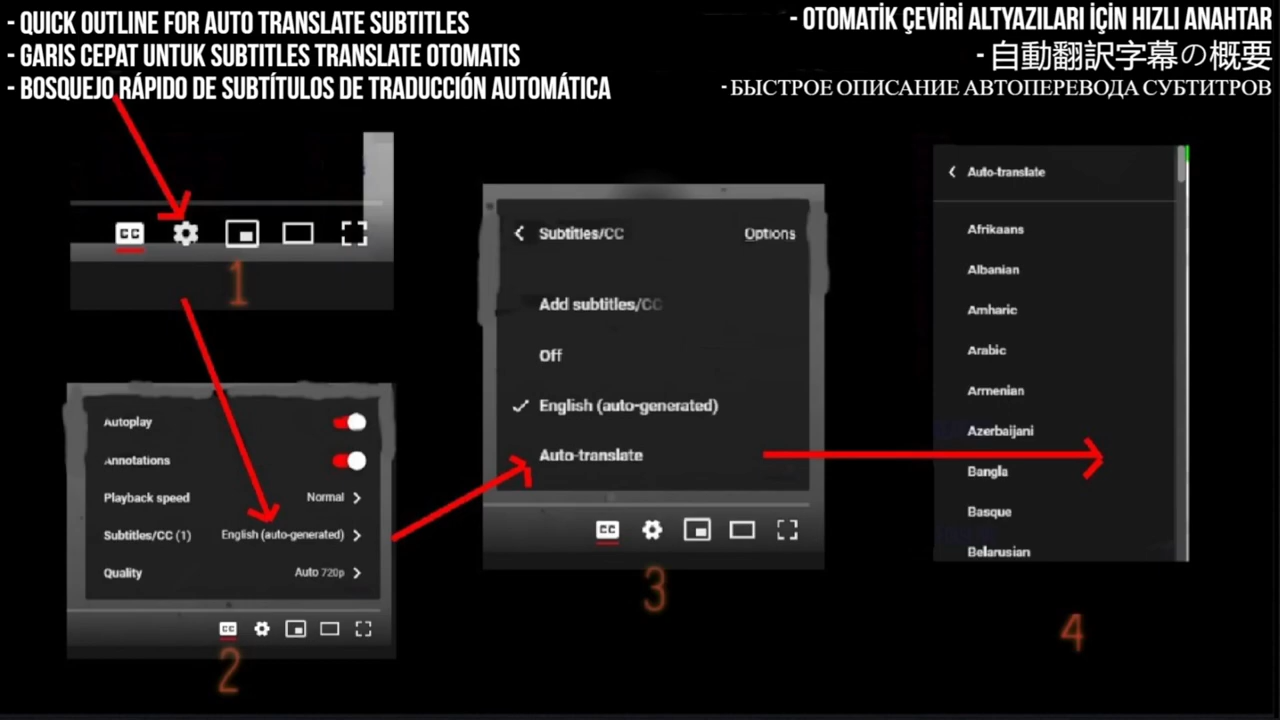 - QUICK OUTLINE FOR AUTO TRANSLATE SUBTITLES
- GARIS CEPAT UNTUK SUBTITLES TRANSLATE OTOMATIS
- BOSQUEJO RÁPIDO DE SUBTÍTULOS DE TRADUCCIÓN AUTOMÁTICA
- OTOMATİK ÇEVİRİ ALTYAZILARI İÇİN HIZLI ANAHTAR
- 自動翻訳字幕の概要
- БЫСТРОЕ ОПИСАНИЕ АВТОПЕРЕВОДА СУБТИТРОВ
CC
1
Autoplay
Annotations
Playback speed Normal
Subtitles/CC (1) English (auto-generated)
Quality Auto 720p
CC
2
Subtitles/CC Options
Add subtitles/CC
Off
English (auto-generated)
Auto-translate
CC
3
Auto-translate
Afrikaans
Albanian
Amharic
Arabic
Armenian
Azerbaijani
Bangla
Basque
Belarusian
4